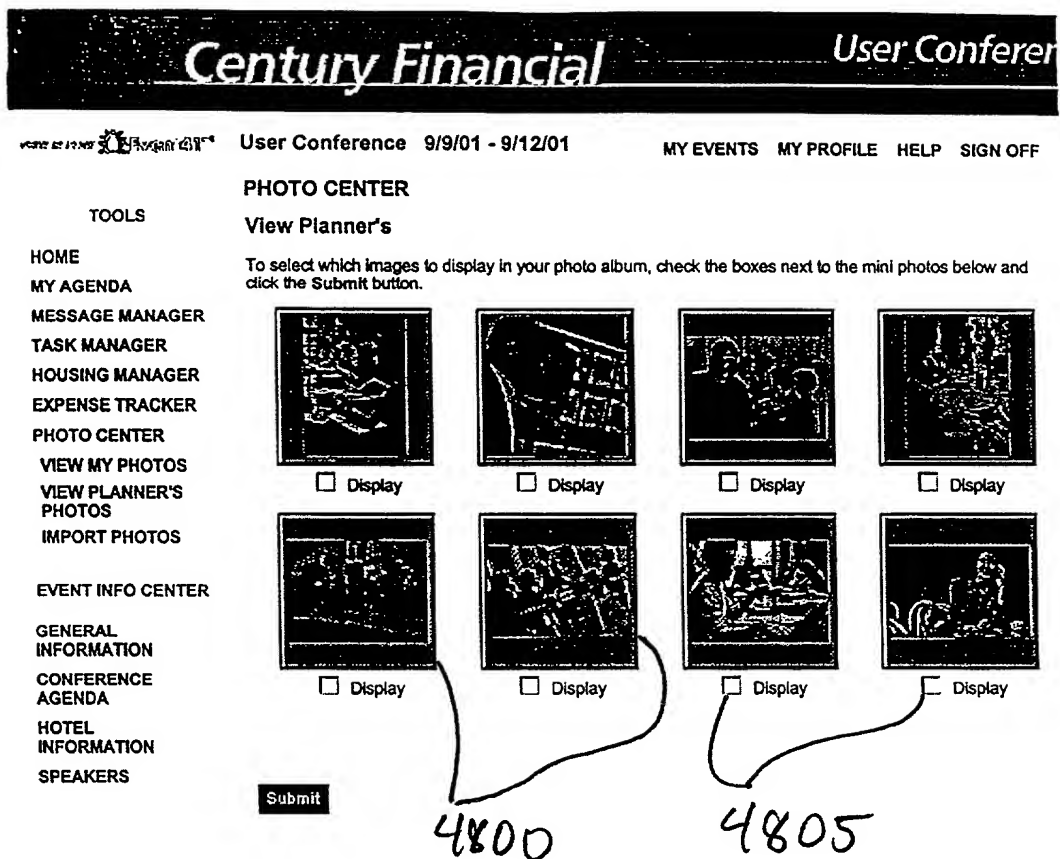 Century Financial
User Conferen
User Conference 9/9/01 - 9/12/01
MY EVENTS MY PROFILE HELP SIGN OFF
PHOTO CENTER
TOOLS
View Planner's
To select which images to display in your photo album, check the boxes next to the mini photos below and
click the Submit button.
HOME
MY AGENDA
MESSAGE MANAGER
TASK MANAGER
HOUSING MANAGER
EXPENSE TRACKER
PHOTO CENTER
VIEW MY PHOTOS
VIEW PLANNER'S
PHOTOS
IMPORT PHOTOS
EVENT INFO CENTER
GENERAL
INFORMATION
CONFERENCE
AGENDA
HOTEL
INFORMATION
SPEAKERS
Display Display Display Display
Display Display Display Display
Submit
4800 4805